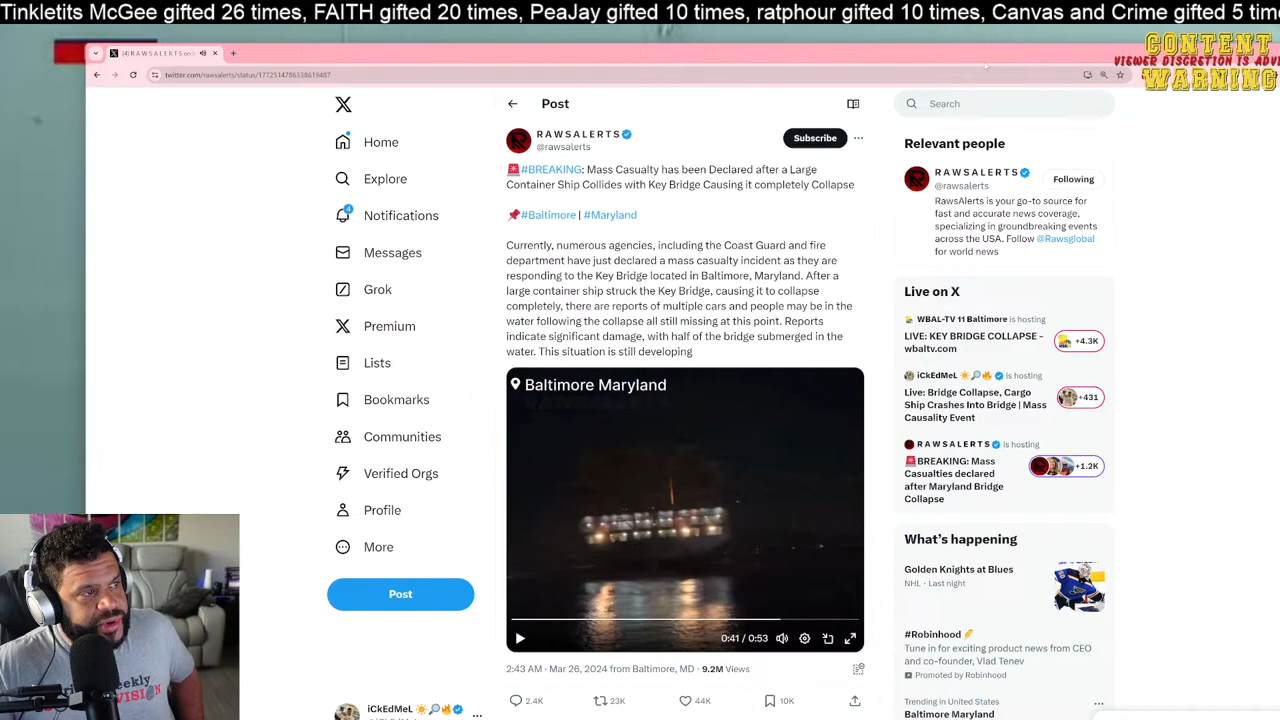 Tinkletits McGee gifted 26 times, FAITH gifted 20 times, PeaJay gifted 10 times, ratphour gifted 10 times, Canvas and Crime gifted 5 time
CONTENT
VIEWER DISCRETION IS ADVI
WARNING
(4) R A W S A L E R T S on X
twitter.com/rawsalerts/status/1772514786338619487
Home
Explore
4
Notifications
Messages
Grok
Premium
Lists
Bookmarks
Communities
Verified Orgs
Profile
More
Post
iCkEdMeL ☀️🔎🔥
Post
R A W S A L E R T S
@rawsalerts
Subscribe
🚨#BREAKING: Mass Casualty has been Declared after a Large
Container Ship Collides with Key Bridge Causing it completely Collapse
📌#Baltimore | #Maryland
Currently, numerous agencies, including the Coast Guard and fire
department have just declared a mass casualty incident as they are
responding to the Key Bridge located in Baltimore, Maryland. After a
large container ship struck the Key Bridge, causing it to collapse
completely, there are reports of multiple cars and people may be in the
water following the collapse all still missing at this point. Reports
indicate significant damage, with half of the bridge submerged in the
water. This situation is still developing
Baltimore Maryland
0:41 / 0:53
2:43 AM · Mar 26, 2024 from Baltimore, MD · 9.2M Views
2.4K
23K
44K
10K
Search
Relevant people
R A W S A L E R T S
@rawsalerts
Following
RawsAlerts is your go-to source for
fast and accurate news coverage,
specializing in groundbreaking events
across the USA. Follow @Rawsglobal
for world news
Live on X
WBAL-TV 11 Baltimore is hosting
LIVE: KEY BRIDGE COLLAPSE -
wbaltv.com
+4.3K
iCkEdMeL ☀️🔎🔥 is hosting
Live: Bridge Collapse, Cargo
Ship Crashes Into Bridge | Mass
Causality Event
+431
R A W S A L E R T S is hosting
🚨BREAKING: Mass
Casualties declared
after Maryland Bridge
Collapse
+1.2K
What's happening
Golden Knights at Blues
NHL · Last night
#Robinhood
Tune in for exciting product news from CEO
and co-founder, Vlad Tenev
Promoted by Robinhood
Trending in United States
Baltimore Maryland